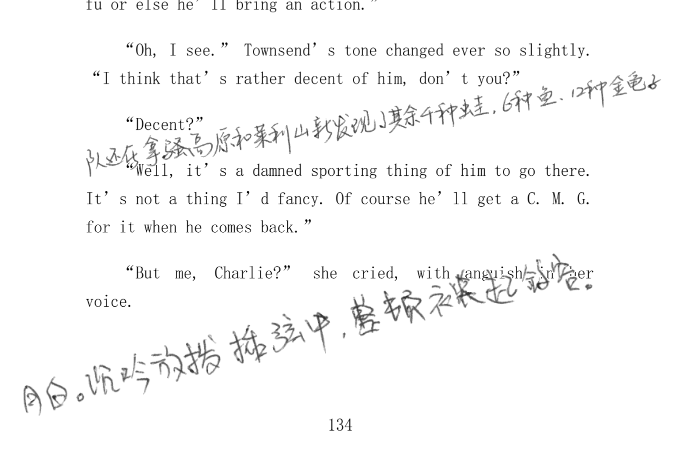 fu or else he'll bring an action."
"Oh, I see." Townsend's tone changed ever so slightly.
"I think that's rather decent of him, don't you?"
"Decent?"
队还在拿骚高原和莱利山新发现了其余千种蛙，6种鱼、12种金龟子
"Well, it's a damned sporting thing of him to go there.
It's not a thing I'd fancy. Of course he'll get a C. M. G.
for it when he comes back."
"But me, Charlie?" she cried, with anguish in her
voice.
白。沉吟放拨插弦中，整顿衣裳起敛容。
134